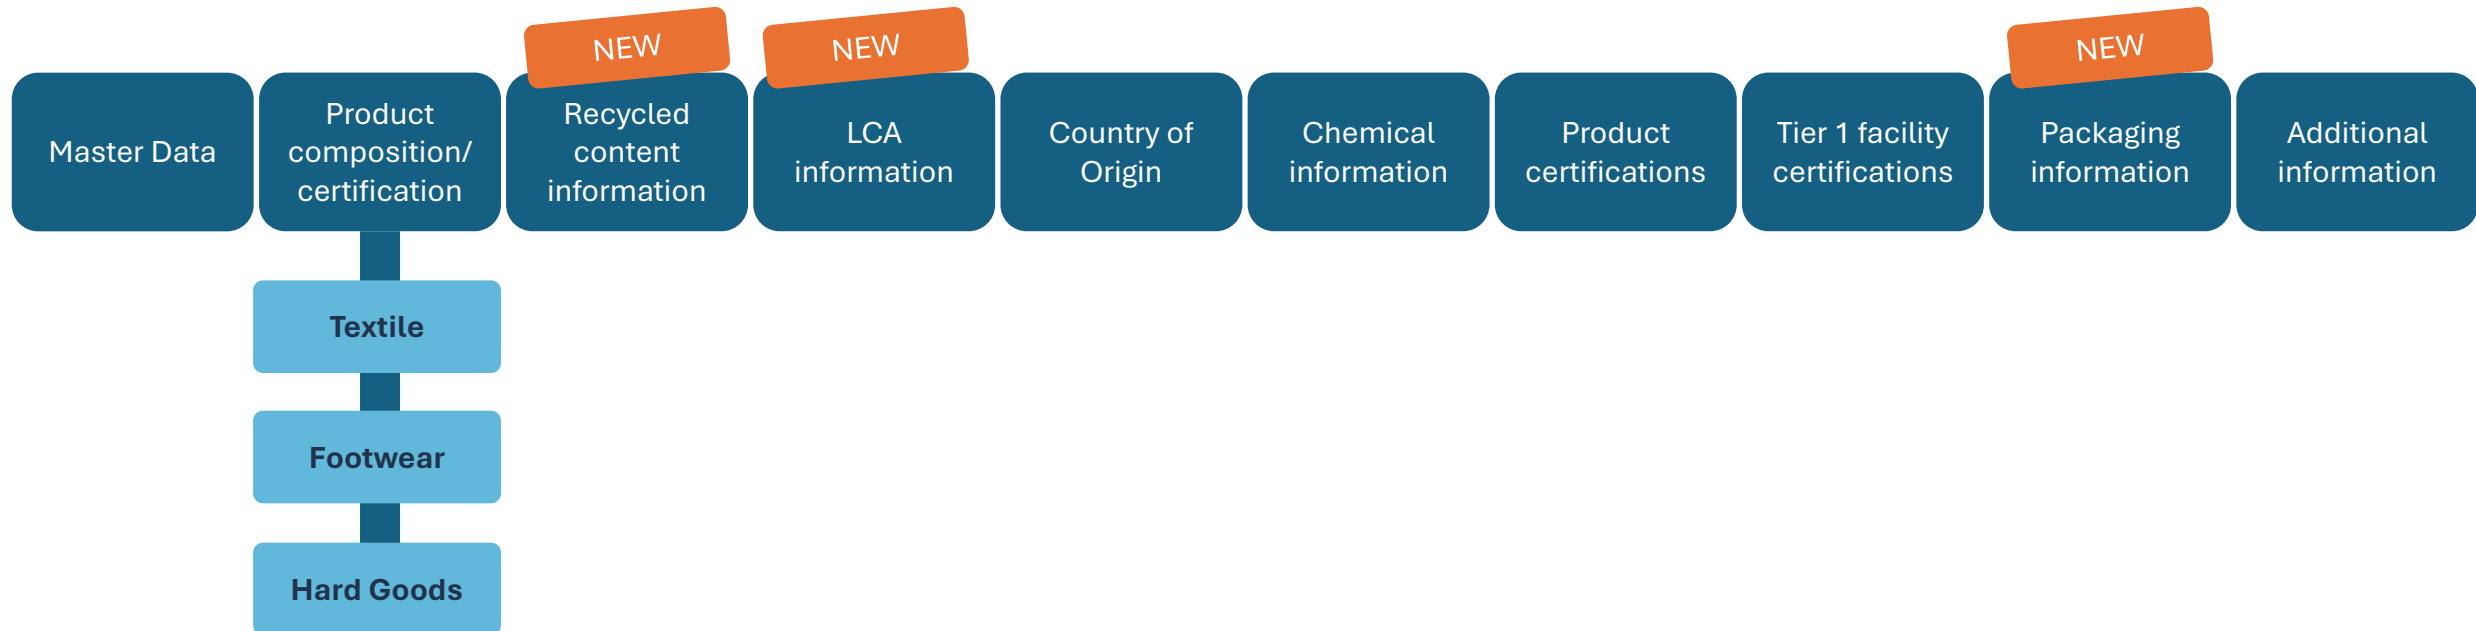 NEW
NEW
NEW
Master Data
Product
composition/
certification
Recycled
content
information
LCA
information
Country of
Origin
Chemical
information
Product
certifications
Tier 1 facility
certifications
Packaging
information
Additional
information
Textile
Footwear
Hard Goods